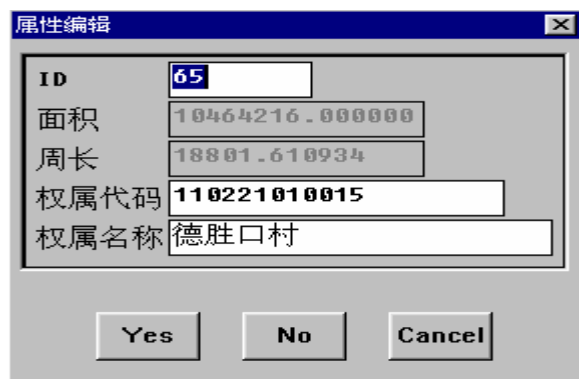 属性编辑
ID 65
面积 10464216.000000
周长 18801.610934
权属代码 110221010015
权属名称 德胜口村
Yes No Cancel